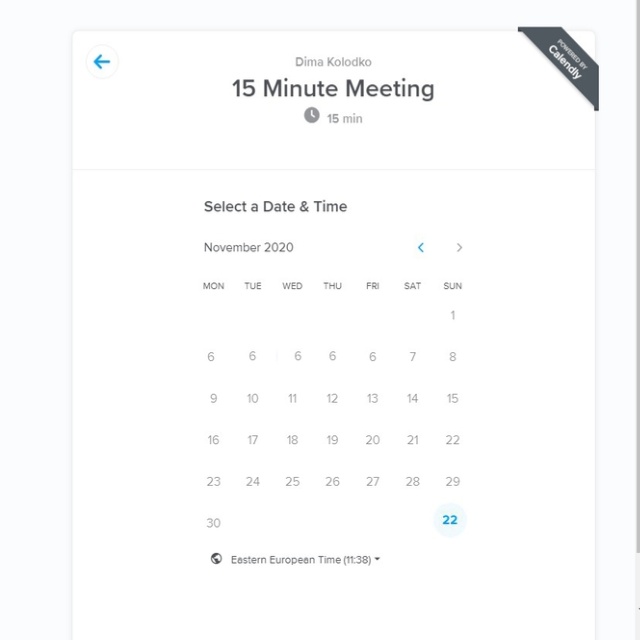 POWERED BY
Calendly
Dima Kolodko
15 Minute Meeting
15 min
Select a Date & Time
November 2020
MON TUE WED THU FRI SAT SUN
1
6 6 6 6 6 7 8
9 10 11 12 13 14 15
16 17 18 19 20 21 22
23 24 25 26 27 28 29
30 22
Eastern European Time (11:38)